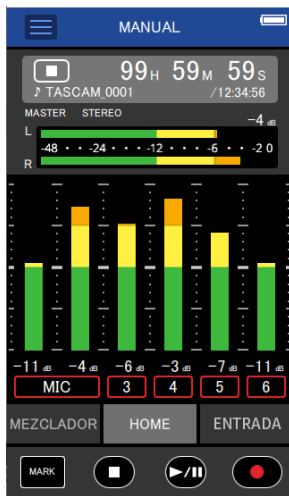 MANUAL
99H 59M 59S
♪ TASCAM_0001 /12:34:56
MASTER STEREO -4 dB
L
-48 · · -24 · · · -12 · · · -6 · · -2 0
R
-11 dB -4 dB -6 dB -3 dB -7 dB -11 dB
MIC 3 4 5 6
MEZCLADOR HOME ENTRADA
MARK